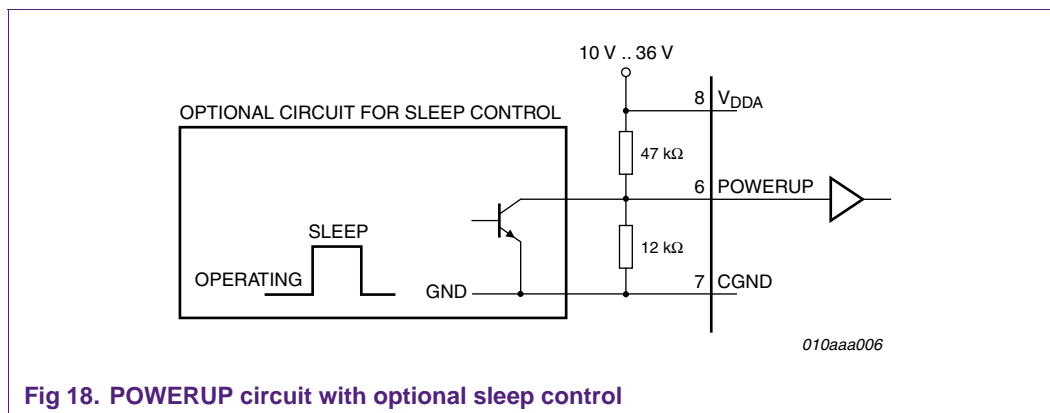 10 V .. 36 V
8 VDDA
OPTIONAL CIRCUIT FOR SLEEP CONTROL
47 kΩ
6 POWERUP
SLEEP
12 kΩ
OPERATING
GND
7 CGND
010aaa006
Fig 18. POWERUP circuit with optional sleep control